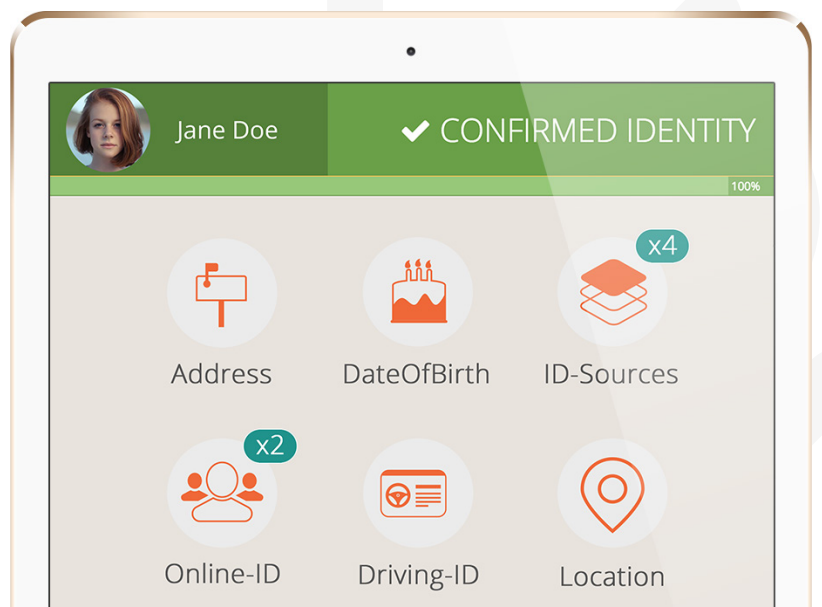 Jane Doe
CONFIRMED IDENTITY
100%
x4
Address
DateOfBirth
ID-Sources
x2
Online-ID
Driving-ID
Location